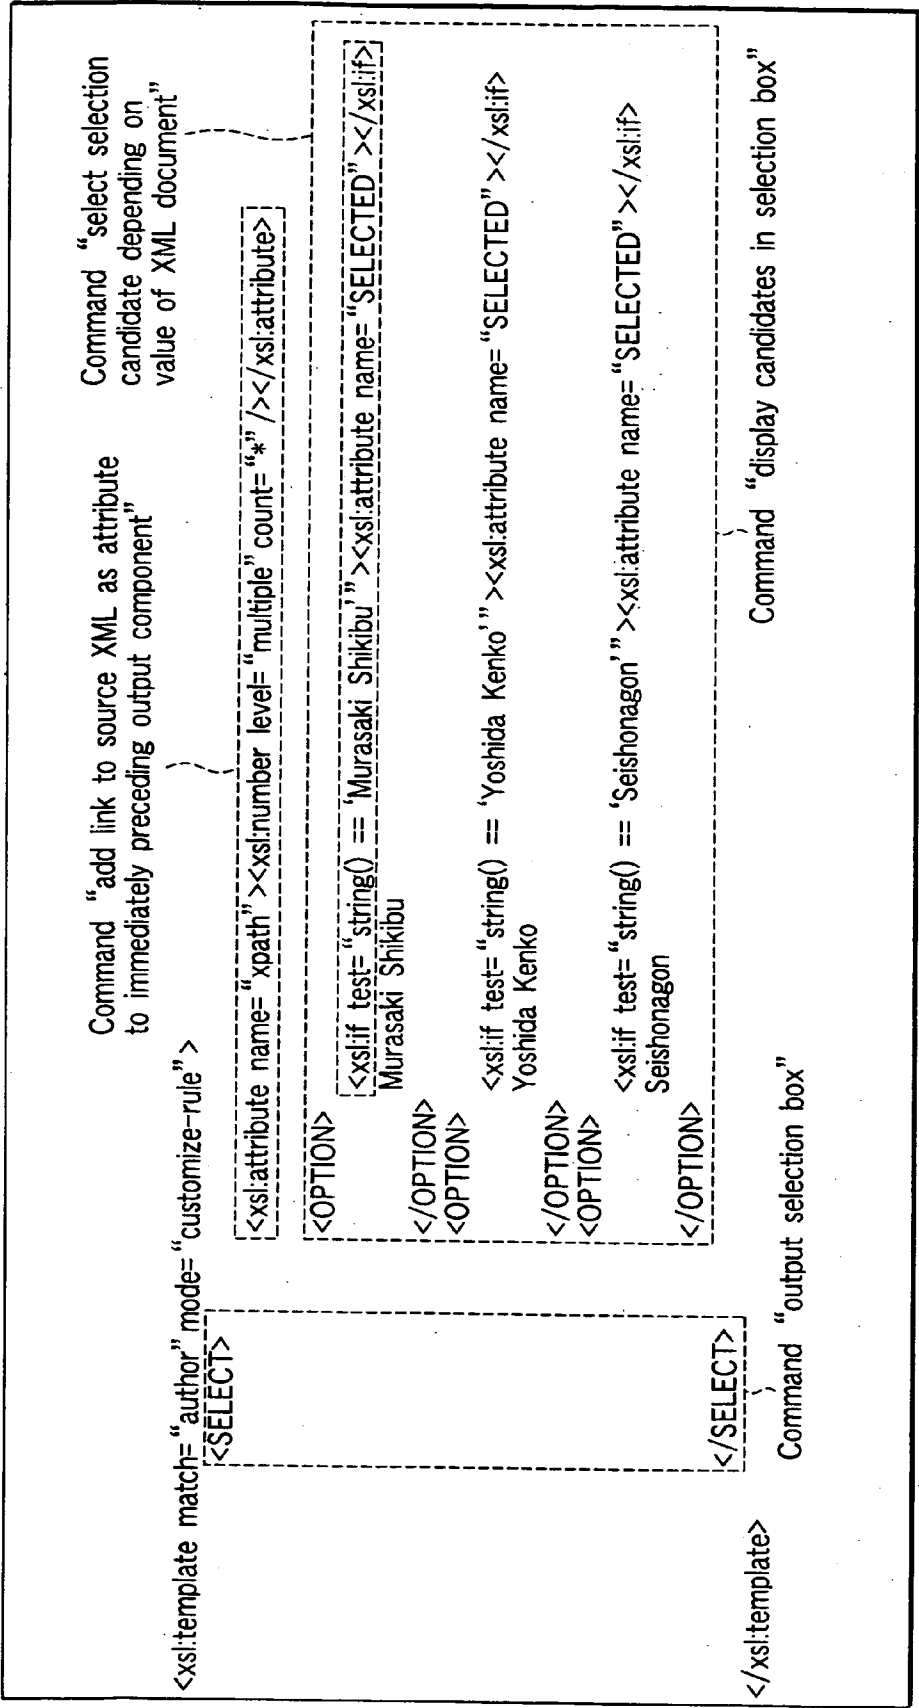 Command “add link to source XML as attribute
to immediately preceding output component”
Command “select selection
candidate depending on
value of XML document”
<xsl:template match=“author” mode=“customize-rule”>
<SELECT>
<xsl:attribute name=“xpath”><xsl:number level=“multiple” count=“*” /></xsl:attribute>
<OPTION>
<xsl:if test=“string() == ‘Murasaki Shikibu’”><xsl:attribute name=“SELECTED”></xsl:if>
Murasaki Shikibu
</OPTION>
<OPTION>
<xsl:if test=“string() == ‘Yoshida Kenko’”><xsl:attribute name=“SELECTED”></xsl:if>
Yoshida Kenko
</OPTION>
<OPTION>
<xsl:if test=“string() == ‘Seishonagon’”><xsl:attribute name=“SELECTED”></xsl:if>
Seishonagon
</OPTION>
</SELECT>
</xsl:template>
Command “output selection box”
Command “display candidates in selection box”